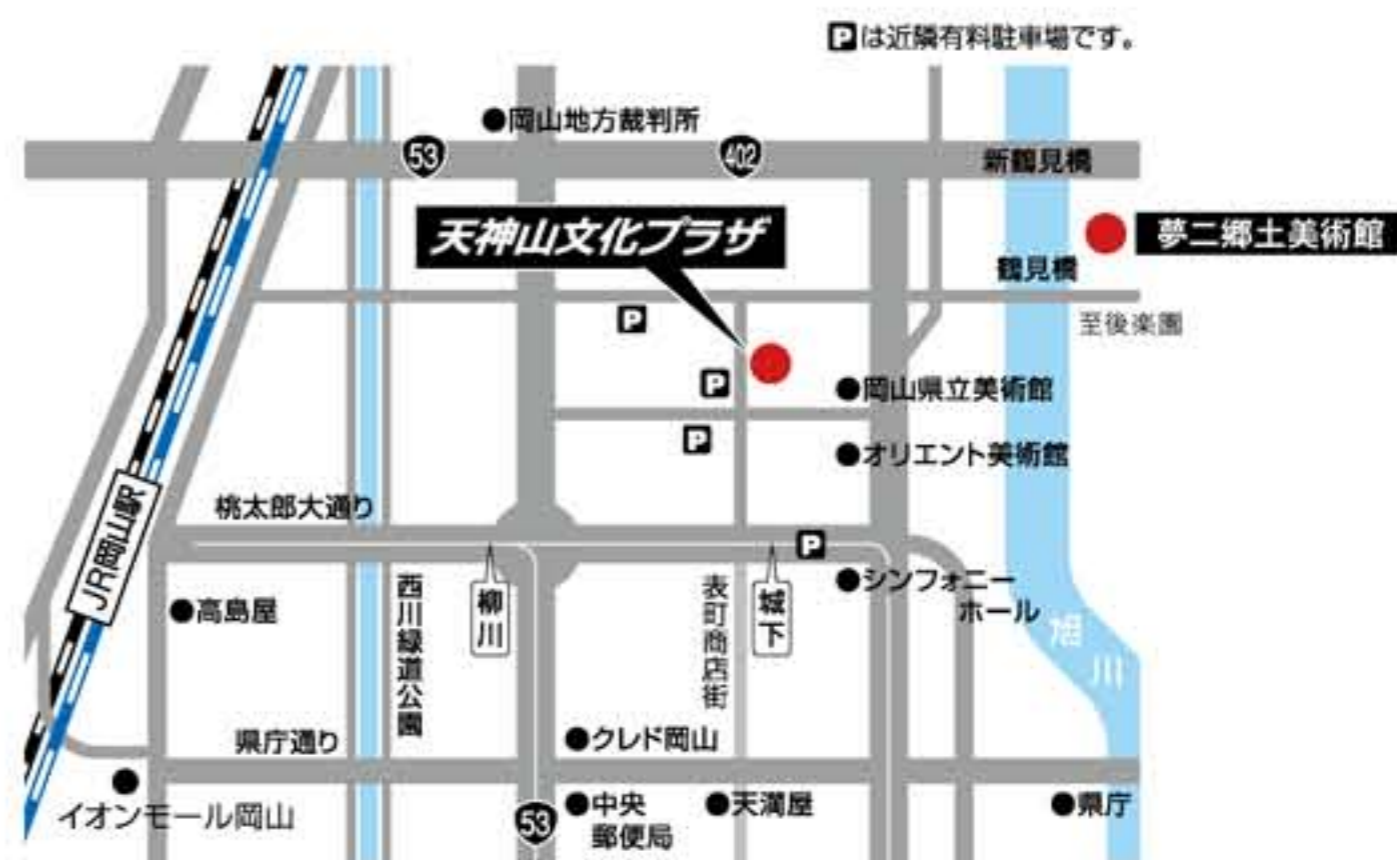 Pは近隣有料駐車場です。
●岡山地方裁判所
53
402
新鶴見橋
天神山文化プラザ
夢二郷土美術館
鶴見橋
至後楽園
P
P
●岡山県立美術館
P
●オリエント美術館
JR岡山駅
桃太郎大通り
P
西川緑道公園
柳川
表町商店街
城下
●シンフォニー
ホール
●高島屋
旭川
県庁通り
●クレド岡山
イオンモール岡山
53
●中央
郵便局
●天満屋
●県庁